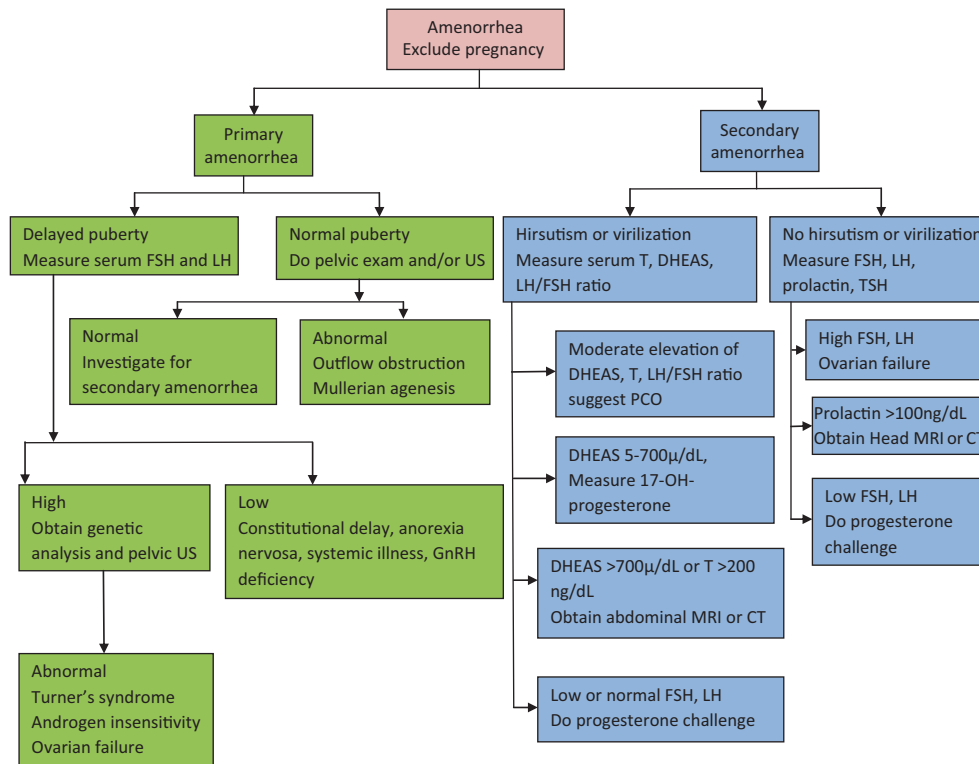 Amenorrhea
Exclude pregnancy
Primary
amenorrhea
Secondary
amenorrhea
Delayed puberty
Measure serum FSH and LH
Normal puberty
Do pelvic exam and/or US
Hirsutism or virilization
Measure serum T, DHEAS,
LH/FSH ratio
No hirsutism or virilization
Measure FSH, LH,
prolactin, TSH
Normal
Investigate for
secondary amenorrhea
Abnormal
Outflow obstruction
Mullerian agenesis
Moderate elevation of
DHEAS, T, LH/FSH ratio
suggest PCO
High FSH, LH
Ovarian failure
Prolactin >100ng/dL
Obtain Head MRI or CT
DHEAS 5-700μ/dL,
Measure 17-OH-
progesterone
Low FSH, LH
Do progesterone
challenge
High
Obtain genetic
analysis and pelvic US
Low
Constitutional delay, anorexia
nervosa, systemic illness, GnRH
deficiency
DHEAS >700μ/dL or T >200
ng/dL
Obtain abdominal MRI or CT
Abnormal
Turner’s syndrome
Androgen insensitivity
Ovarian failure
Low or normal FSH, LH
Do progesterone challenge